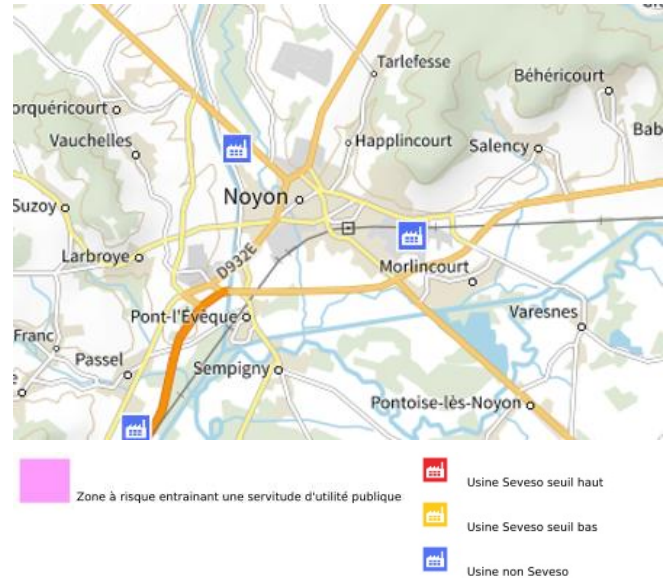 Tarlefesse
Béhéricourt
orquéricourt
Vauchelles
Happlincourt
Salency
Bab
Suzoy
Noyon
Larbroye
D932E
Morlincourt
Pont-l'Évêque
Varesnes
Franc
Passel
Sempigny
Pontoise-lès-Noyon
Usine Seveso seuil haut
Zone à risque entrainant une servitude d'utilité publique
Usine Seveso seuil bas
Usine non Seveso